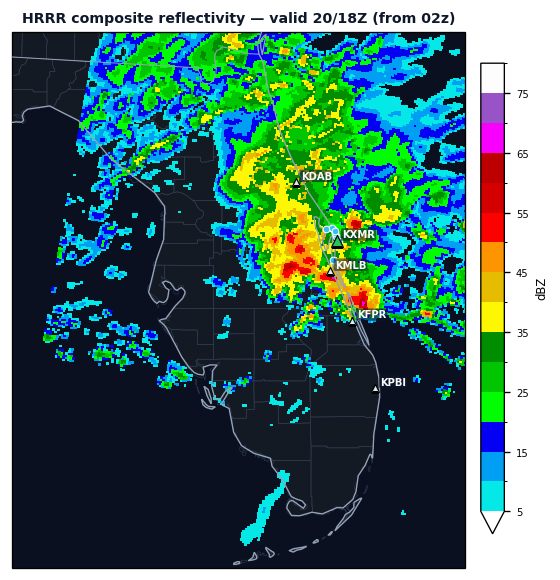 HRRR composite reflectivity — valid 20/18Z (from 02z)
KDAB
KXMR
KMLB
KFPR
KPBI
75
65
55
45
35
25
15
5
dBZ